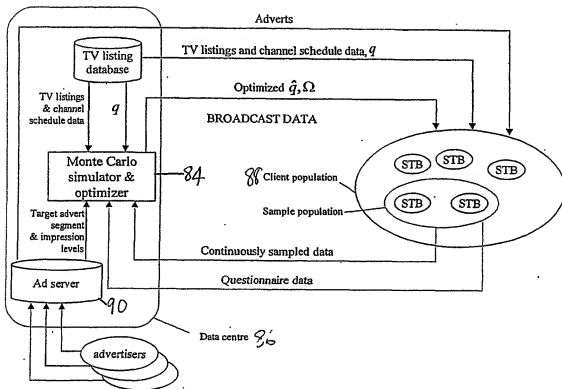 Adverts
TV listing
database
TV listings and channel schedule data, q
TV listings
& channel
schedule data
q
Optimized q̂, Ω
BROADCAST DATA
Monte Carlo
simulator &
optimizer
84
88 Client population
STB
STB
STB
Sample population
STB
STB
Target advert
segment
& impression
levels
Continuously sampled data
Questionnaire data
Ad server
90
Data centre 86
advertisers